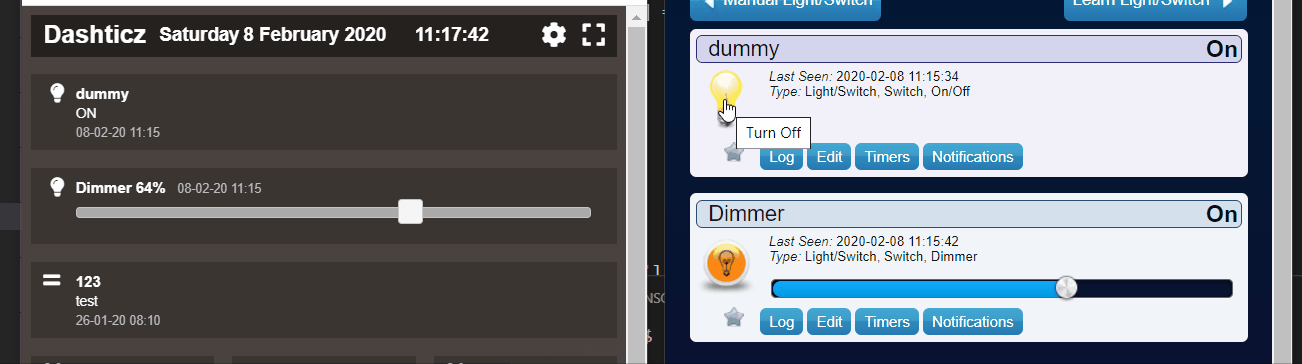 Dashticz Saturday 8 February 2020 11:17:42
dummy
ON
08-02-20 11:15
Dimmer 64% 08-02-20 11:15
123
test
26-01-20 08:10
Manual Light/Switch
Learn Light/Switch
dummy On
Last Seen: 2020-02-08 11:15:34
Type: Light/Switch, Switch, On/Off
Turn Off
Log Edit Timers Notifications
Dimmer On
Last Seen: 2020-02-08 11:15:42
Type: Light/Switch, Switch, Dimmer
Log Edit Timers Notifications